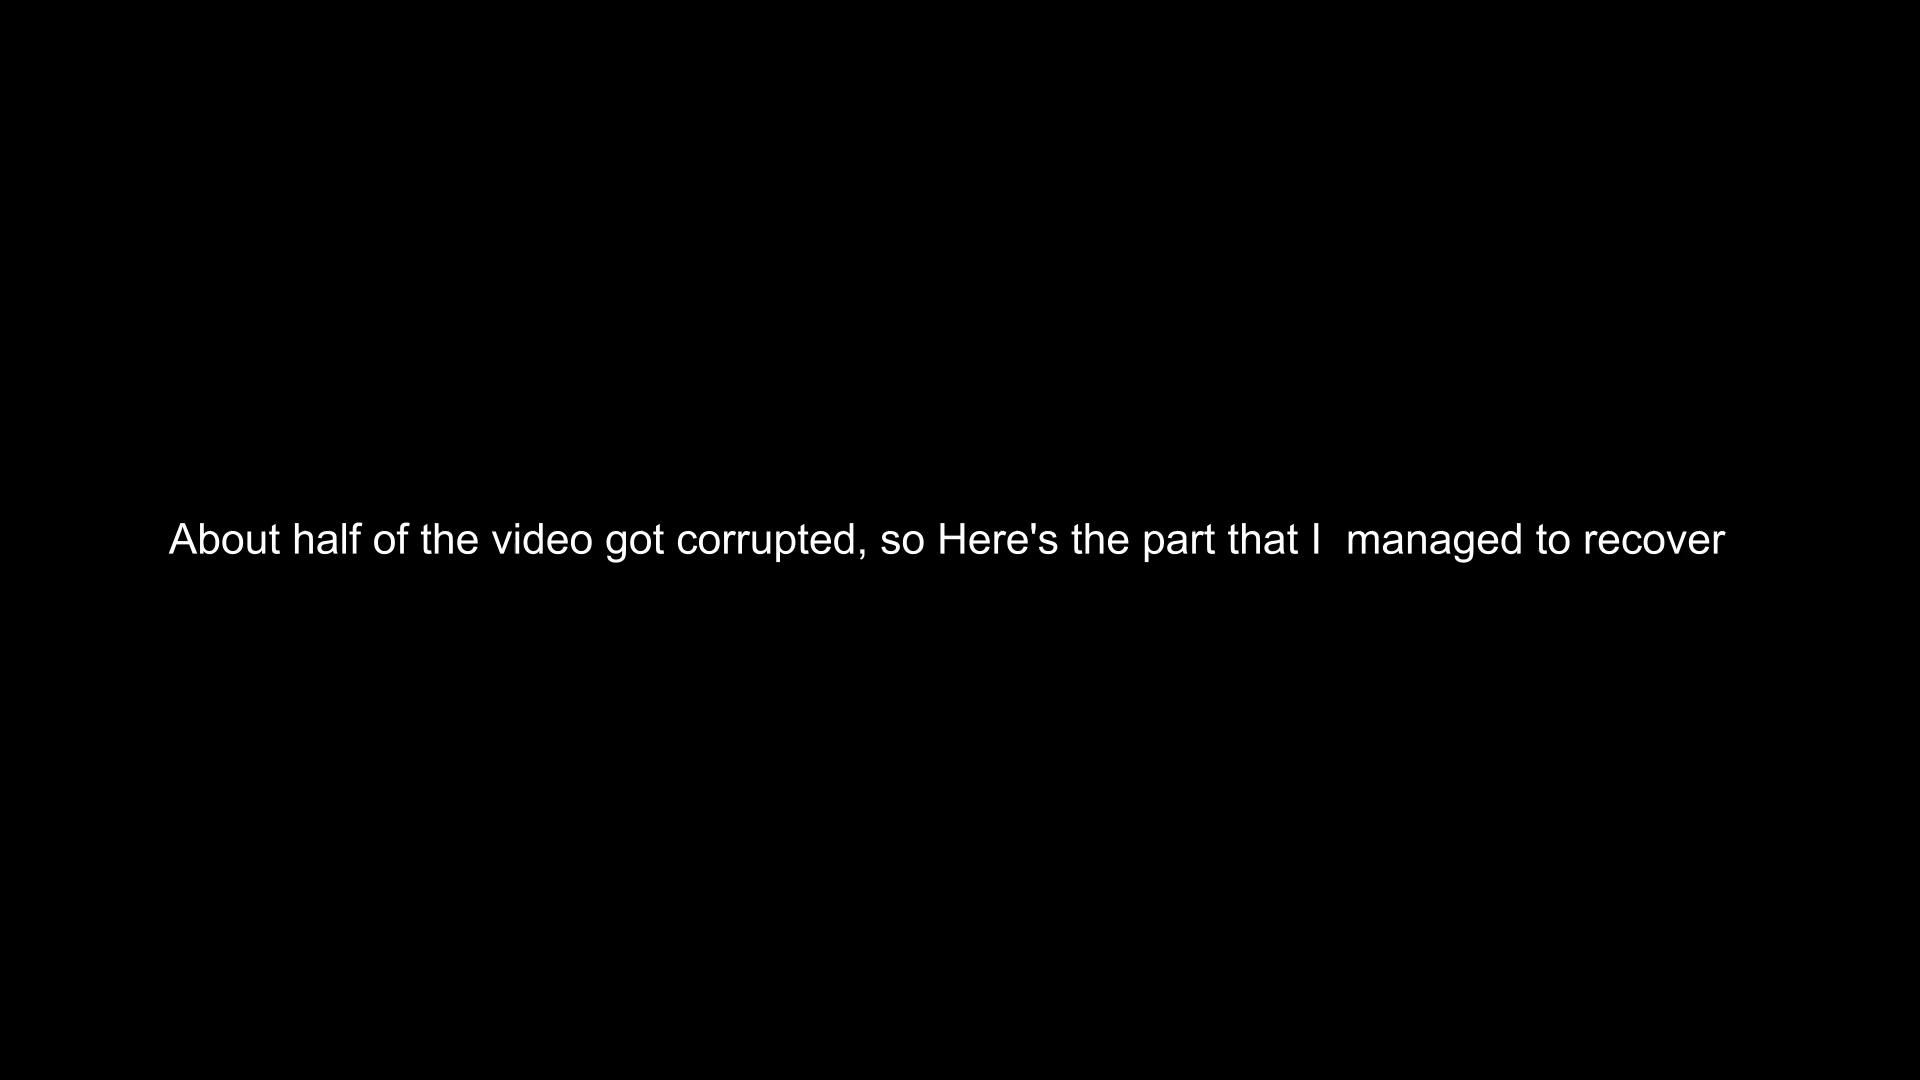 About half of the video got corrupted, so Here's the part that I  managed to recover